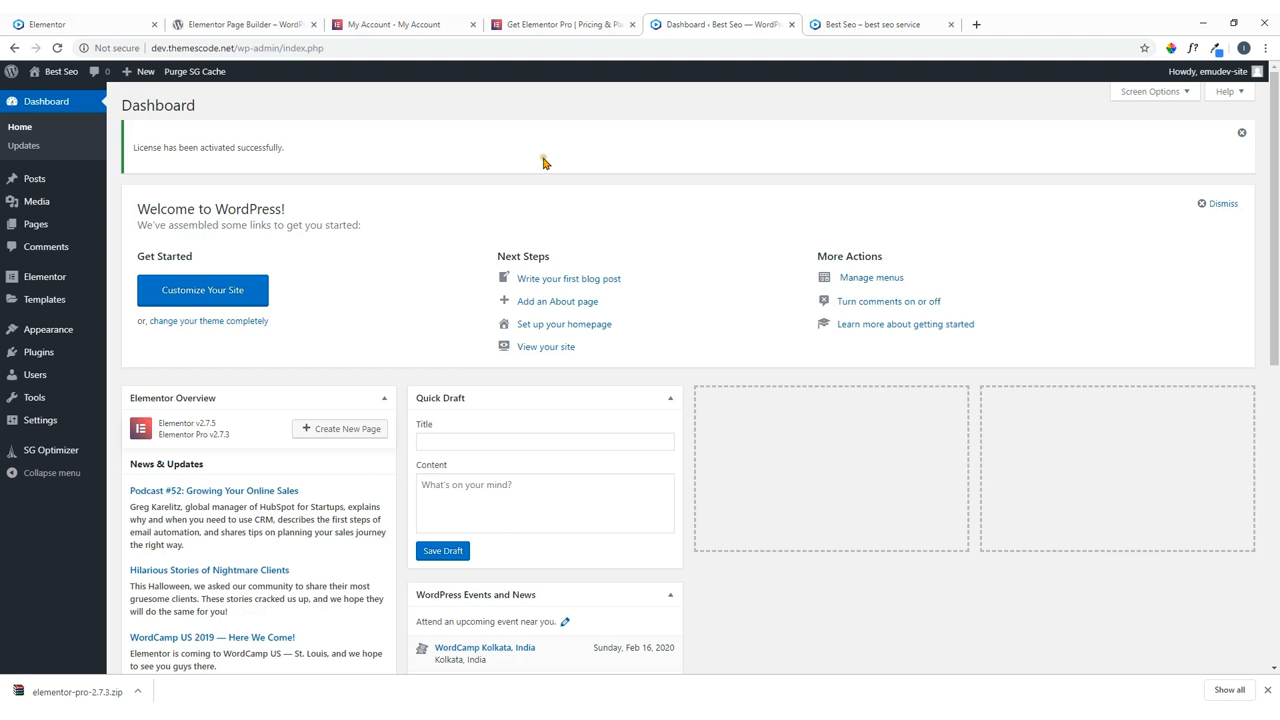 Elementor
Elementor Page Builder – WordP
My Account - My Account
Get Elementor Pro | Pricing & Pl
Dashboard ‹ Best Seo — WordPr
Best Seo – best seo service
Not secure | dev.themescode.net/wp-admin/index.php
f?
I
Best Seo
0
New
Purge SG Cache
Howdy, emudev-site
Dashboard
Home
Updates
Posts
Media
Pages
Comments
Elementor
Templates
Appearance
Plugins
Users
Tools
Settings
SG Optimizer
Collapse menu
Dashboard
Screen Options
Help
License has been activated successfully.
Welcome to WordPress!
We've assembled some links to get you started:
Dismiss
Get Started
Customize Your Site
or, change your theme completely
Next Steps
Write your first blog post
Add an About page
Set up your homepage
View your site
More Actions
Manage menus
Turn comments on or off
Learn more about getting started
Elementor Overview
Elementor v2.7.5
Elementor Pro v2.7.3
Create New Page
News & Updates
Podcast #52: Growing Your Online Sales
Greg Karelitz, global manager of HubSpot for Startups, explains
why and when you need to use CRM, describes the first steps of
email automation, and shares tips on planning your sales journey
the right way.
Hilarious Stories of Nightmare Clients
This Halloween, we asked our community to share their most
gruesome clients. These stories cracked us up, and we hope they
will do the same for you!
WordCamp US 2019 — Here We Come!
Elementor is coming to WordCamp US — St. Louis, and we hope
to see you guys there.
Quick Draft
Title
Content
What's on your mind?
Save Draft
WordPress Events and News
Attend an upcoming event near you.
WordCamp Kolkata, India
Sunday, Feb 16, 2020
Kolkata, India
elementor-pro-2.7.3.zip
Show all